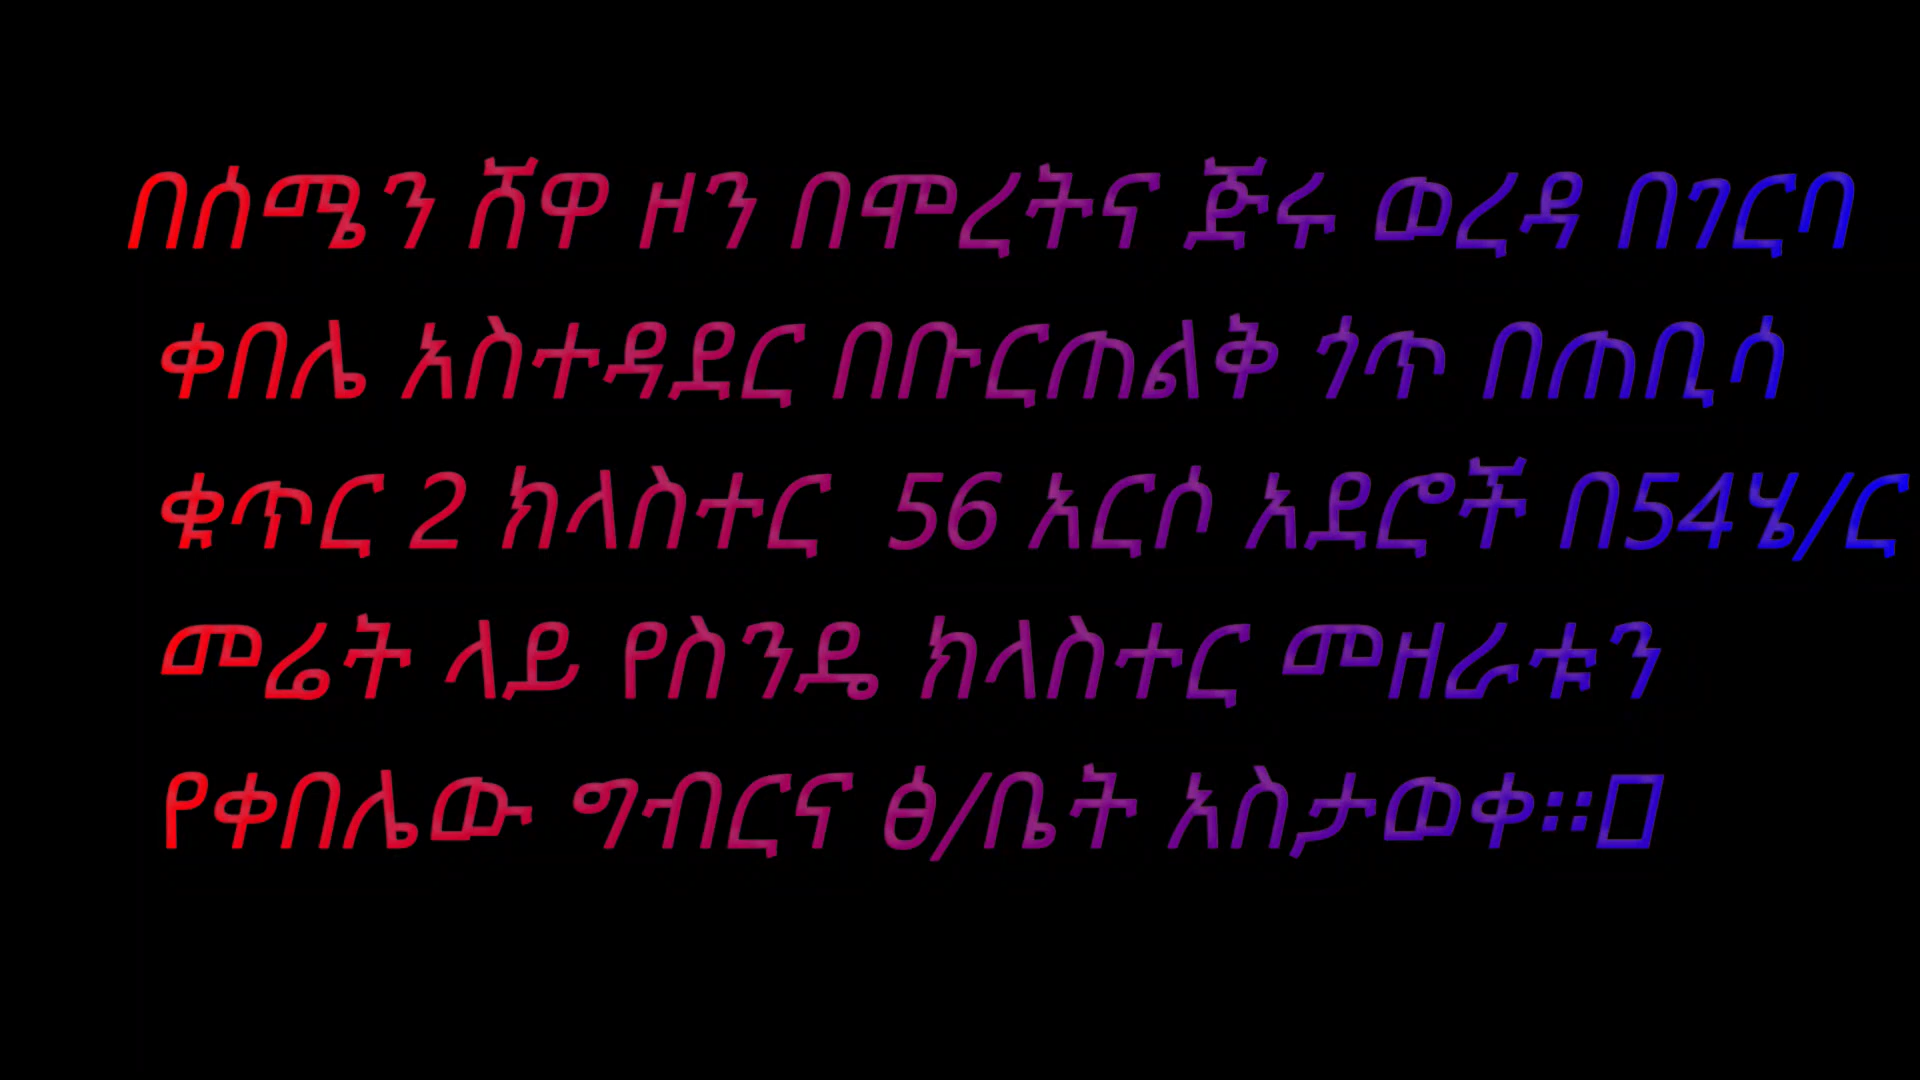 በሰሜን ሸዋ ዞን በሞረትና ጅሩ ወረዳ በገርባ
ቀበሌ አስተዳደር በቡርጠልቅ ጎጥ በጠቢሳ
ቁጥር 2 ክላስተር 56 አርሶ አደሮች በ54ሄ/ር
መሬት ላይ የስንዴ ክላስተር መዘራቱን
የቀበሌው ግብርና ፅ/ቤት አስታወቀ፡፡